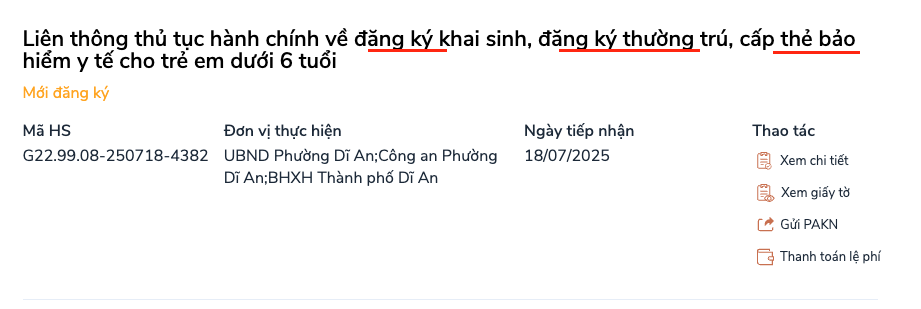 Liên thông thủ tục hành chính về đăng ký khai sinh, đăng ký thường trú, cấp thẻ bảo
hiểm y tế cho trẻ em dưới 6 tuổi
Mới đăng ký
Mã HS
Đơn vị thực hiện
Ngày tiếp nhận
Thao tác
G22.99.08-250718-4382
UBND Phường Dĩ An;Công an Phường
Dĩ An;BHXH Thành phố Dĩ An
18/07/2025
Xem chi tiết
Xem giấy tờ
Gửi PAKN
Thanh toán lệ phí